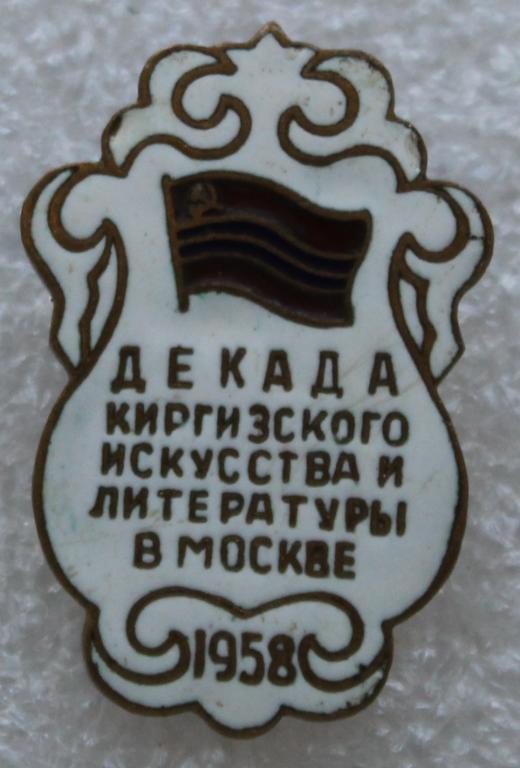 ДЕКАДА
КИРГИЗСКОГО
ИСКУССТВА И
ЛИТЕРАТУРЫ
В МОСКВЕ
1958